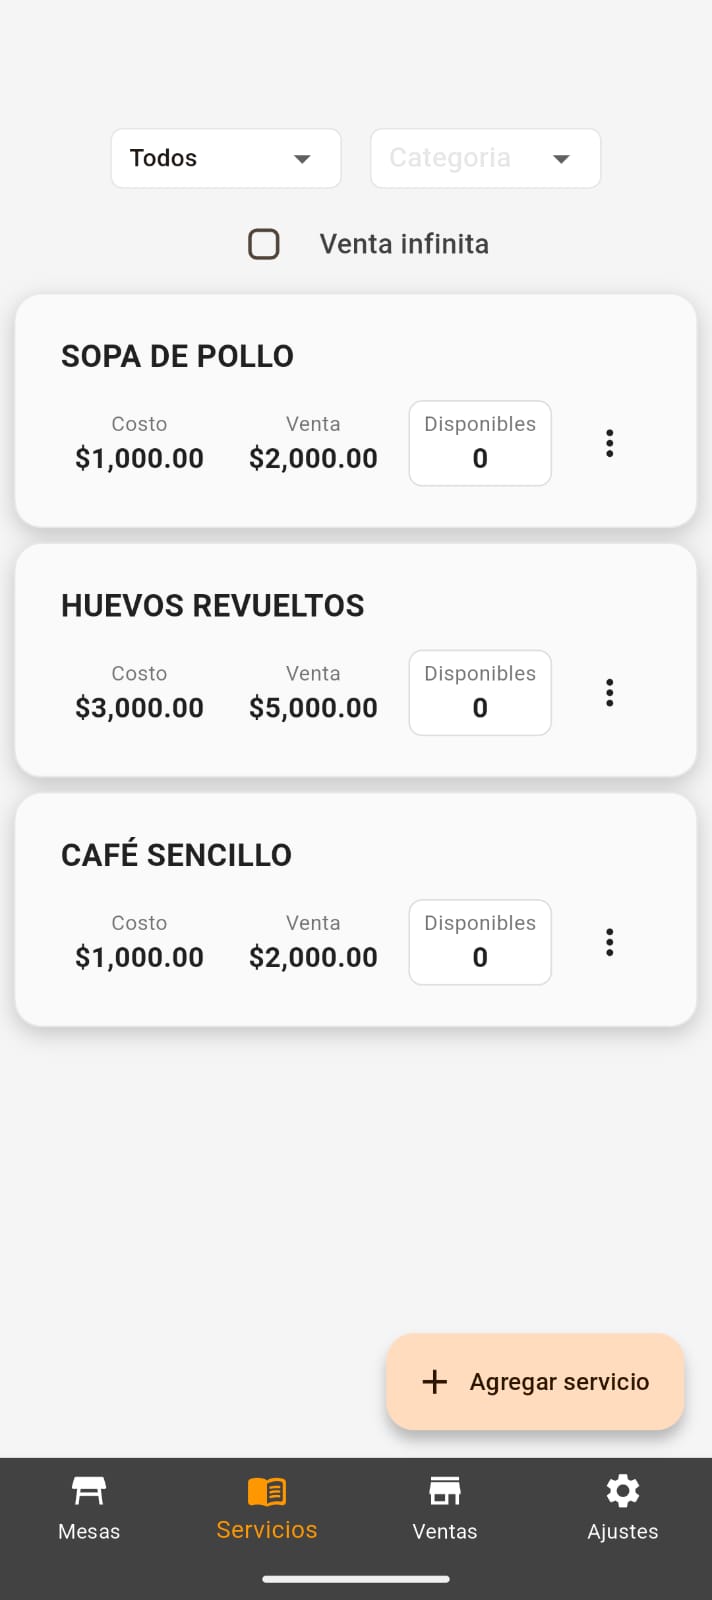 Todos
Categoria
Venta infinita
SOPA DE POLLO
Costo Venta Disponibles
$1,000.00 $2,000.00 0
HUEVOS REVUELTOS
Costo Venta Disponibles
$3,000.00 $5,000.00 0
CAFÉ SENCILLO
Costo Venta Disponibles
$1,000.00 $2,000.00 0
Agregar servicio
Mesas Servicios Ventas Ajustes